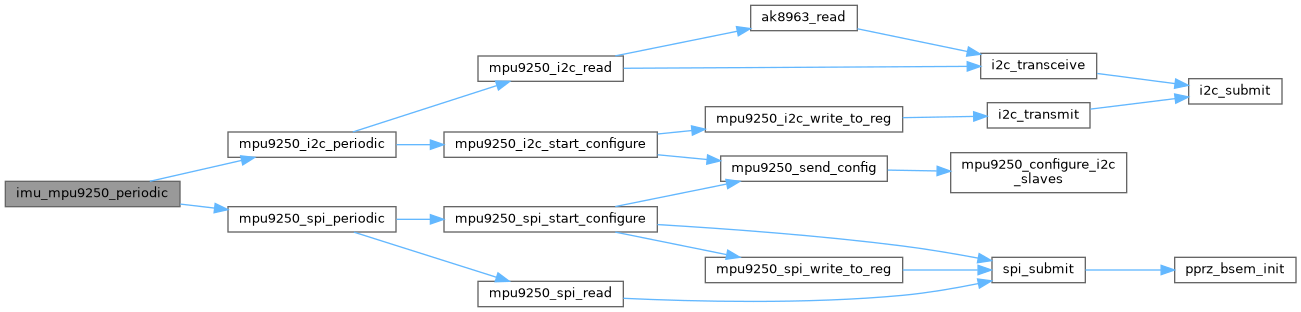 ak8963_read
mpu9250_i2c_read
i2c_transceive
i2c_submit
mpu9250_i2c_write_to_reg
i2c_transmit
mpu9250_i2c_periodic
mpu9250_i2c_start_configure
mpu9250_send_config
mpu9250_configure_i2c
_slaves
imu_mpu9250_periodic
mpu9250_spi_periodic
mpu9250_spi_start_configure
mpu9250_spi_write_to_reg
spi_submit
pprz_bsem_init
mpu9250_spi_read